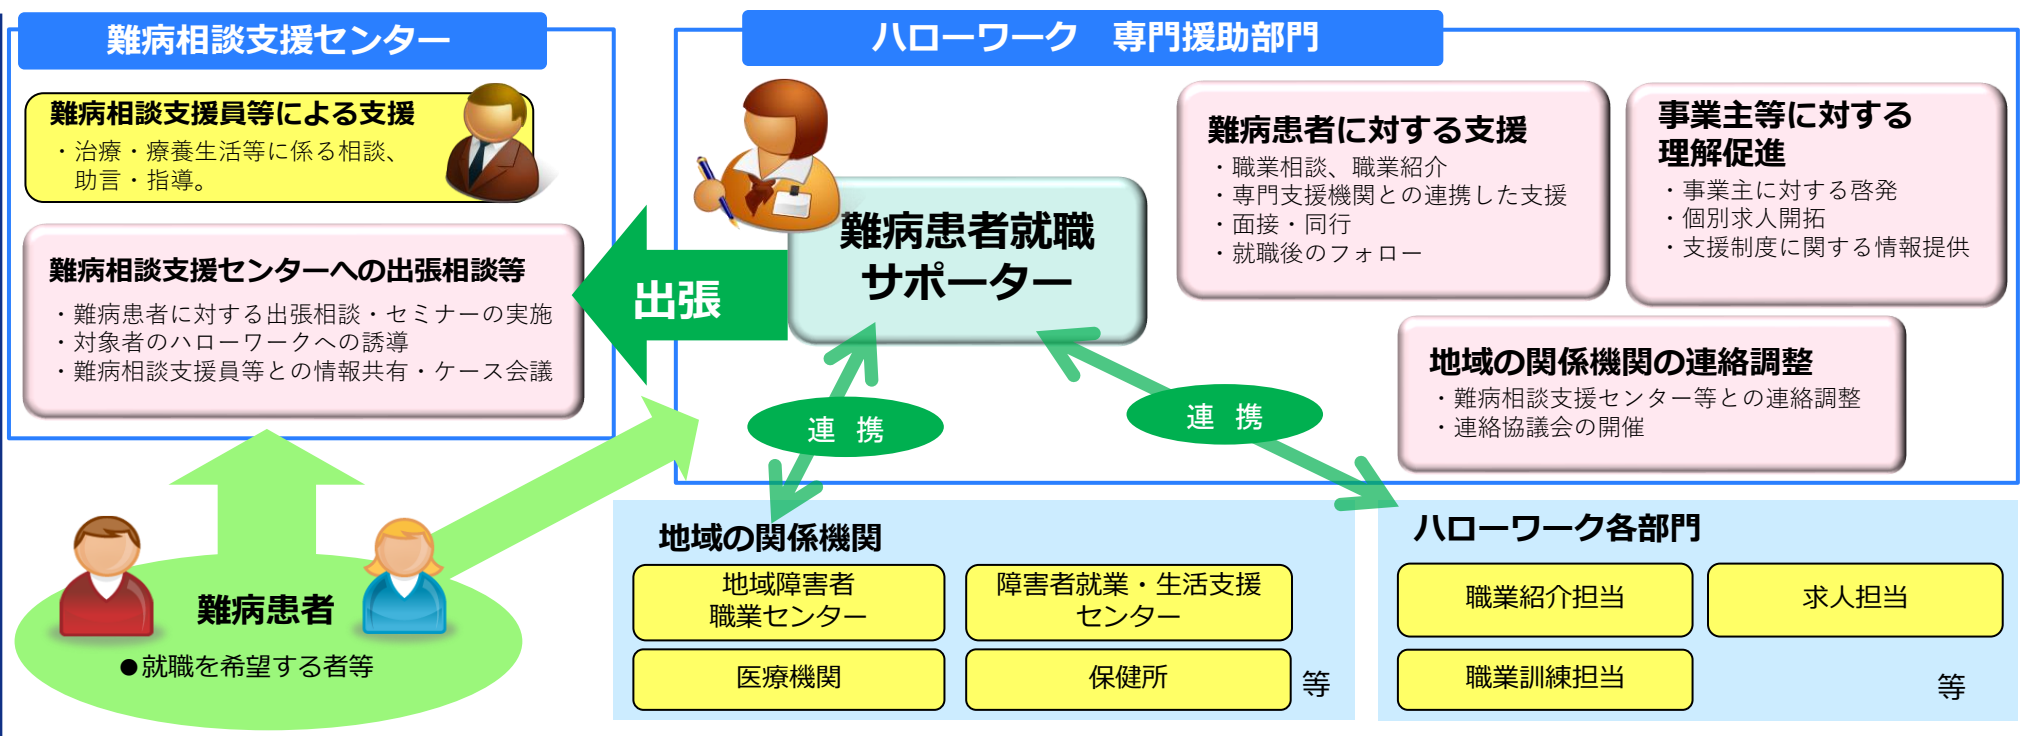 難病相談支援センター
難病相談支援員等による支援
・治療・療養生活等に係る相談、
助言・指導。
難病相談支援センターへの出張相談等
・難病患者に対する出張相談・セミナーの実施
・対象者のハローワークへの誘導
・難病相談支援員等との情報共有・ケース会議
出張
ハローワーク　専門援助部門
難病患者就職
サポーター
難病患者に対する支援
・職業相談、職業紹介
・専門支援機関との連携した支援
・面接・同行
・就職後のフォロー
事業主等に対する
理解促進
・事業主に対する啓発
・個別求人開拓
・支援制度に関する情報提供
地域の関係機関の連絡調整
・難病相談支援センター等との連絡調整
・連絡協議会の開催
連 携
連 携
難病患者
●就職を希望する者等
地域の関係機関
地域障害者
職業センター
障害者就業・生活支援
センター
医療機関
保健所
等
ハローワーク各部門
職業紹介担当
求人担当
職業訓練担当
等